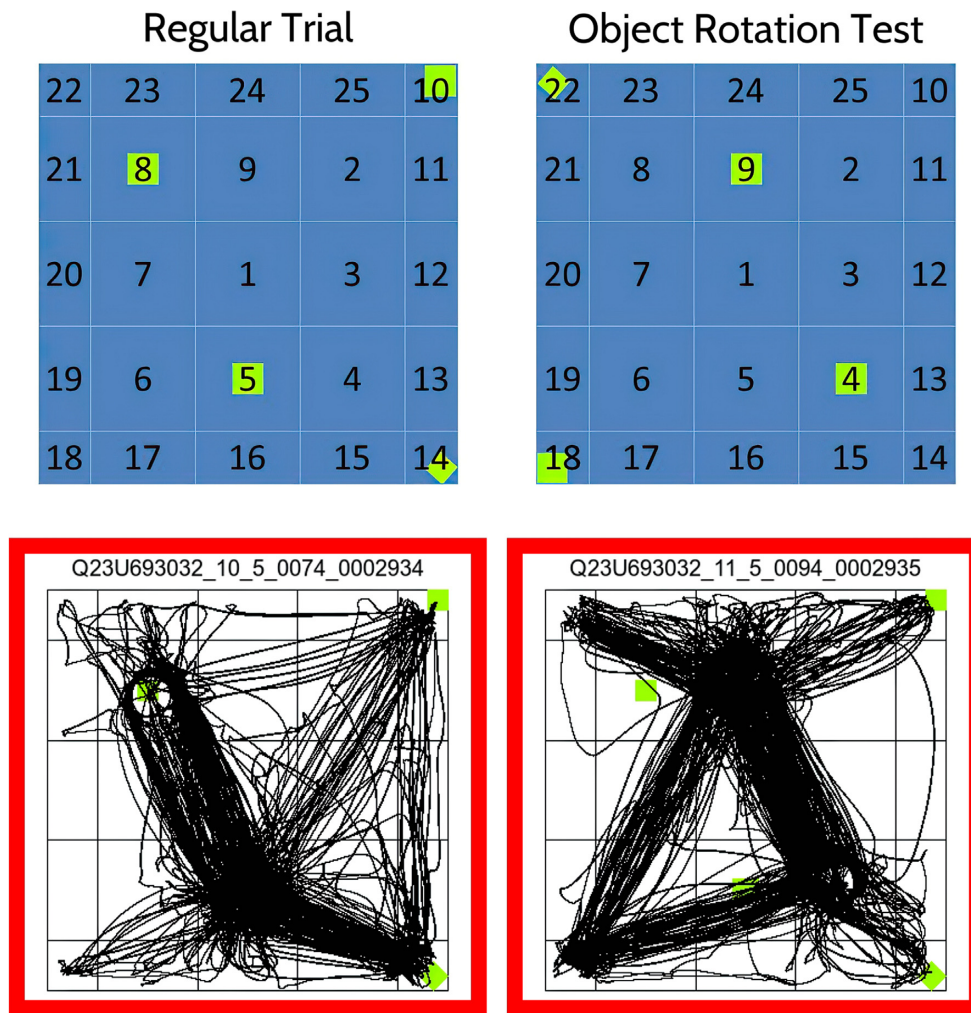 Regular Trial
Object Rotation Test
22 23 24 25 10
22 23 24 25 10
21 8 9 2 11
21 8 9 2 11
20 7 1 3 12
20 7 1 3 12
19 6 5 4 13
19 6 5 4 13
18 17 16 15 14
18 17 16 15 14
Q23U693032_10_5_0074_0002934
Q23U693032_11_5_0094_0002935